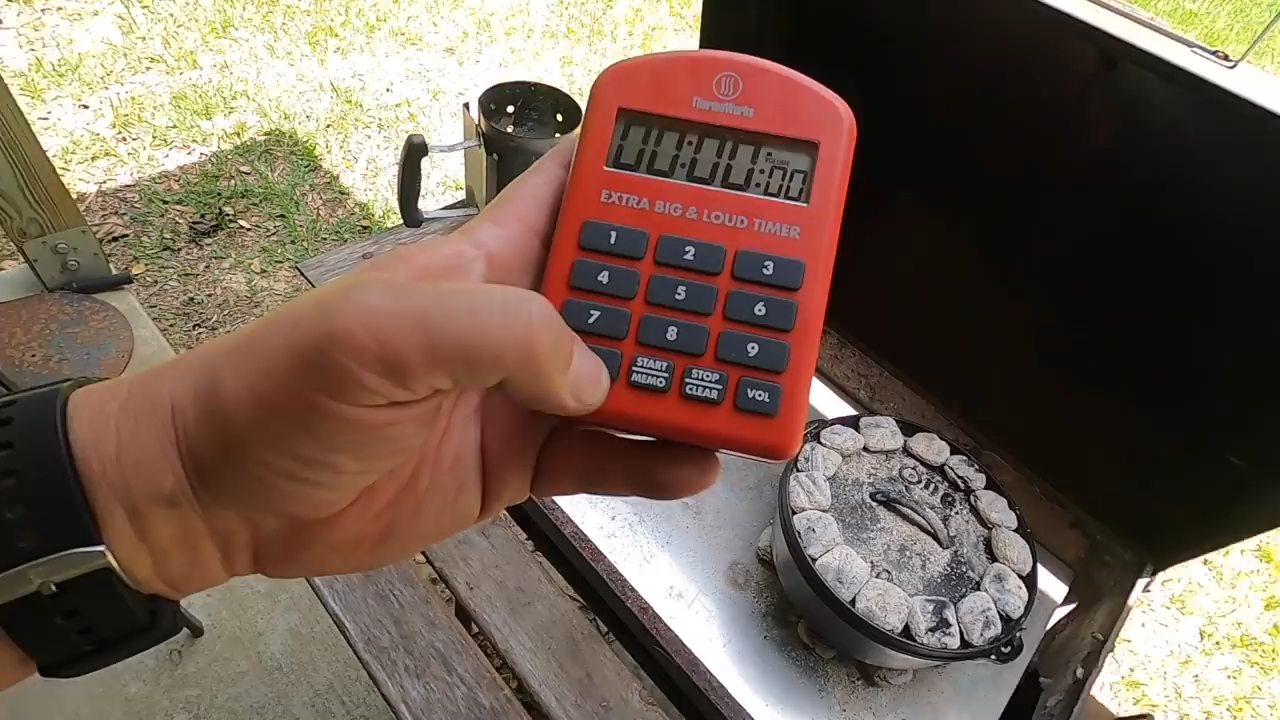 ThermoWorks
VOLUME
00:00:00
EXTRA BIG & LOUD TIMER
1 2 3
4 5 6
7 8 9
START
MEMO
STOP
CLEAR
VOL
One